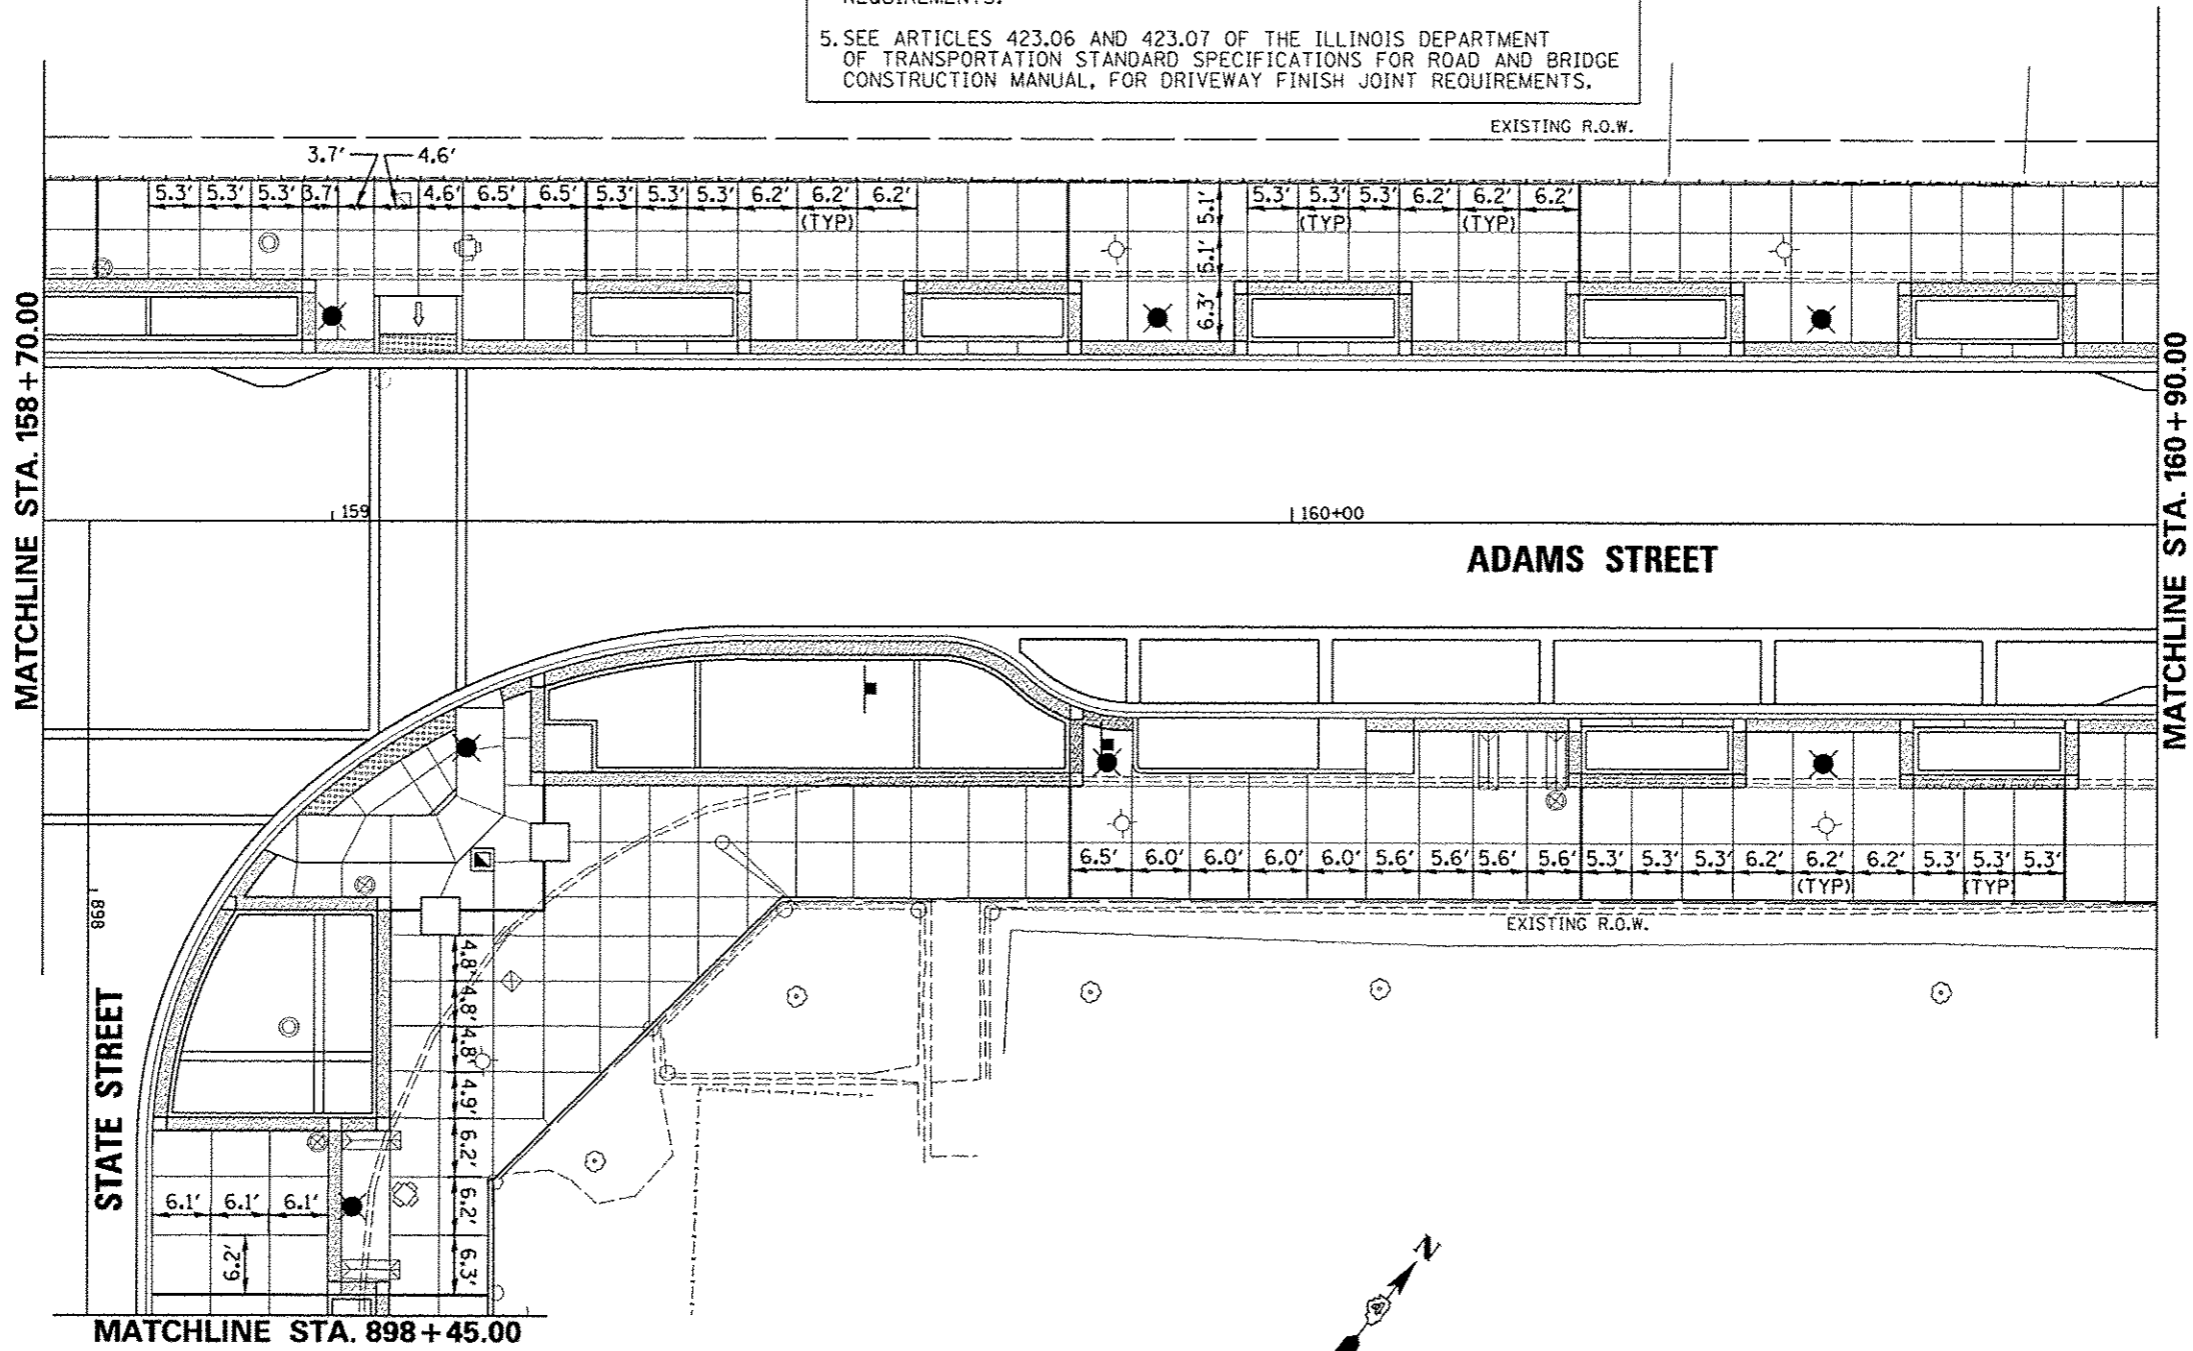 REQUIREMENTS.
5. SEE ARTICLES 423.06 AND 423.07 OF THE ILLINOIS DEPARTMENT
OF TRANSPORTATION STANDARD SPECIFICATIONS FOR ROAD AND BRIDGE
CONSTRUCTION MANUAL, FOR DRIVEWAY FINISH JOINT REQUIREMENTS.
EXISTING R.O.W.
3.7' 4.6'
5.3' 5.3' 5.3' 3.7' 4.6' 6.5' 6.5' 5.3' 5.3' 5.3' 6.2' 6.2' 6.2' 5.3' 5.3' 5.3' 6.2' 6.2' 6.2'
(TYP) (TYP) (TYP)
5.1'
5.1'
6.3'
MATCHLINE STA. 158+70.00
MATCHLINE STA. 160+90.00
159
160+00
ADAMS STREET
6.5' 6.0' 6.0' 6.0' 6.0' 5.6' 5.6' 5.6' 5.6' 5.3' 5.3' 5.3' 6.2' 6.2' 6.2' 5.3' 5.3' 5.3'
(TYP) (TYP)
EXISTING R.O.W.
898
4.8'
4.8'
4.8'
4.9'
6.2'
6.2'
6.3'
STATE STREET
6.1' 6.1' 6.1'
6.2'
N
MATCHLINE STA. 898+45.00